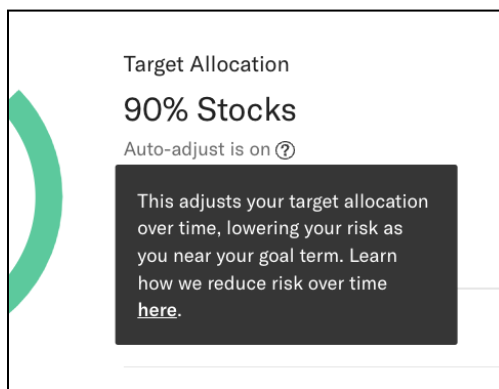 Target Allocation
90% Stocks
Auto-adjust is on ?
This adjusts your target allocation
over time, lowering your risk as
you near your goal term. Learn
how we reduce risk over time
here.